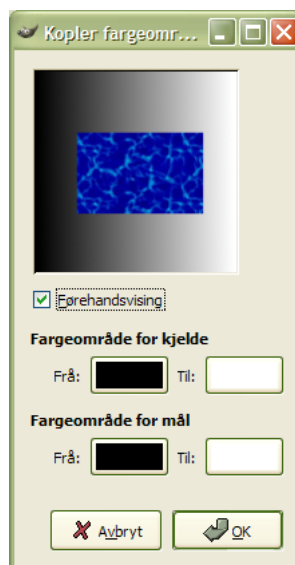 Kopler fargeomr...
Førehandsvising
Fargeområde for kjelde
Frå: Til:
Fargeområde for mål
Frå: Til:
Avbryt OK